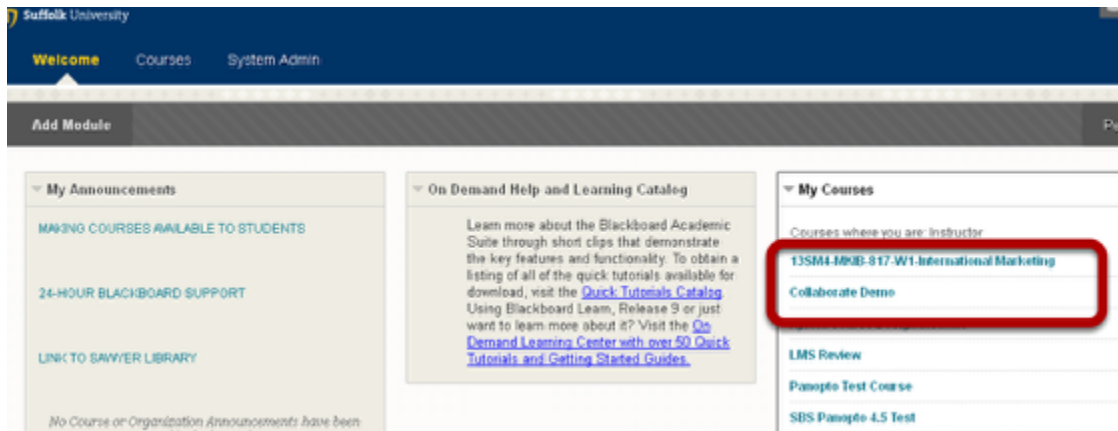 Suffolk University
Welcome Courses System Admin
Add Module
My Announcements
MAKING COURSES AVAILABLE TO STUDENTS
24-HOUR BLACKBOARD SUPPORT
LINK TO SAWYER LIBRARY
No Course or Organization Announcements have been
On Demand Help and Learning Catalog
Learn more about the Blackboard Academic
Suite through short clips that demonstrate
the key features and functionality. To obtain a
listing of all of the quick tutorials available for
download, visit the Quick Tutorials Catalog.
Using Blackboard Learn, Release 9 or just
want to learn more about it? Visit the On
Demand Learning Center with over 50 Quick
Tutorials and Getting Started Guides.
My Courses
Courses where you are: Instructor
13SM4-MKIB-817-W1-International Marketing
Collaborate Demo
LMS Review
Panopto Test Course
SBS Panopto 4.5 Test